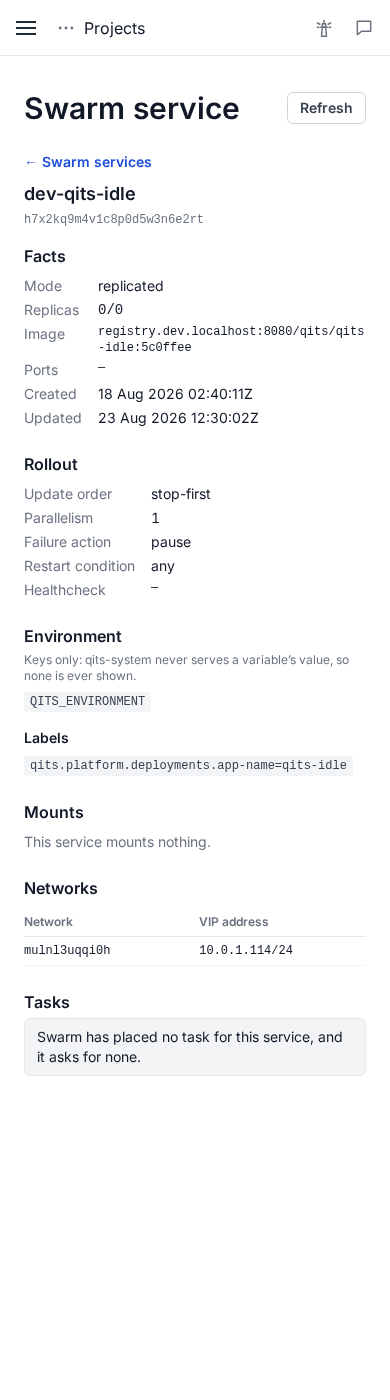 Projects
Swarm service
Refresh
← Swarm services
dev-qits-idle
h7x2kq9m4v1c8p0d5w3n6e2rt
Facts
Mode replicated
Replicas 0/0
Image registry.dev.localhost:8080/qits/qits
-idle:5c0ffee
Ports –
Created 18 Aug 2026 02:40:11Z
Updated 23 Aug 2026 12:30:02Z
Rollout
Update order stop-first
Parallelism 1
Failure action pause
Restart condition any
Healthcheck –
Environment
Keys only: qits-system never serves a variable’s value, so
none is ever shown.
QITS_ENVIRONMENT
Labels
qits.platform.deployments.app-name=qits-idle
Mounts
This service mounts nothing.
Networks
Network VIP address
mulnl3uqqi0h 10.0.1.114/24
Tasks
Swarm has placed no task for this service, and
it asks for none.